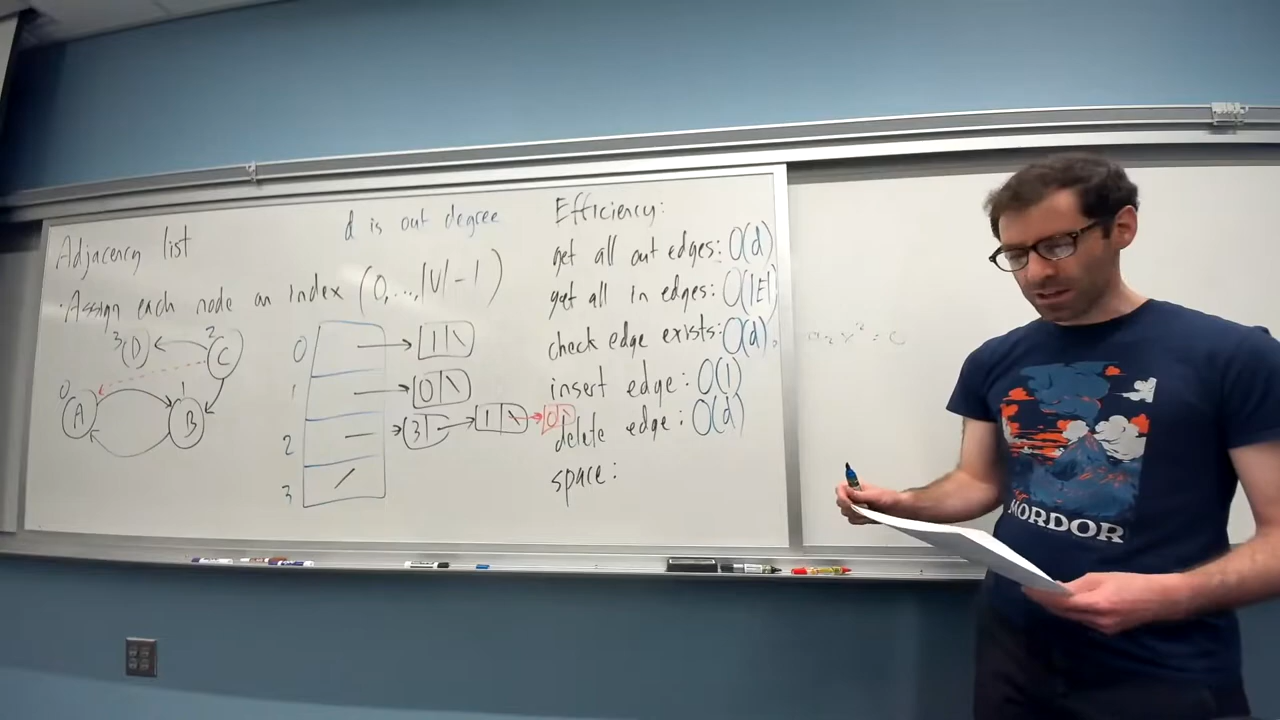 Adjacency list
d is out degree
· Assign each node an index (0,...,|V|-1)
3 D
2 C
0 A
1 B
0 1 \
1 0 \
2 3 1 \ 0 \
3 /
Efficiency:
get all out edges: O(d)
get all in edges: O(|E|)
check edge exists: O(d)
insert edge: O(1)
delete edge: O(d)
space:
MORDOR